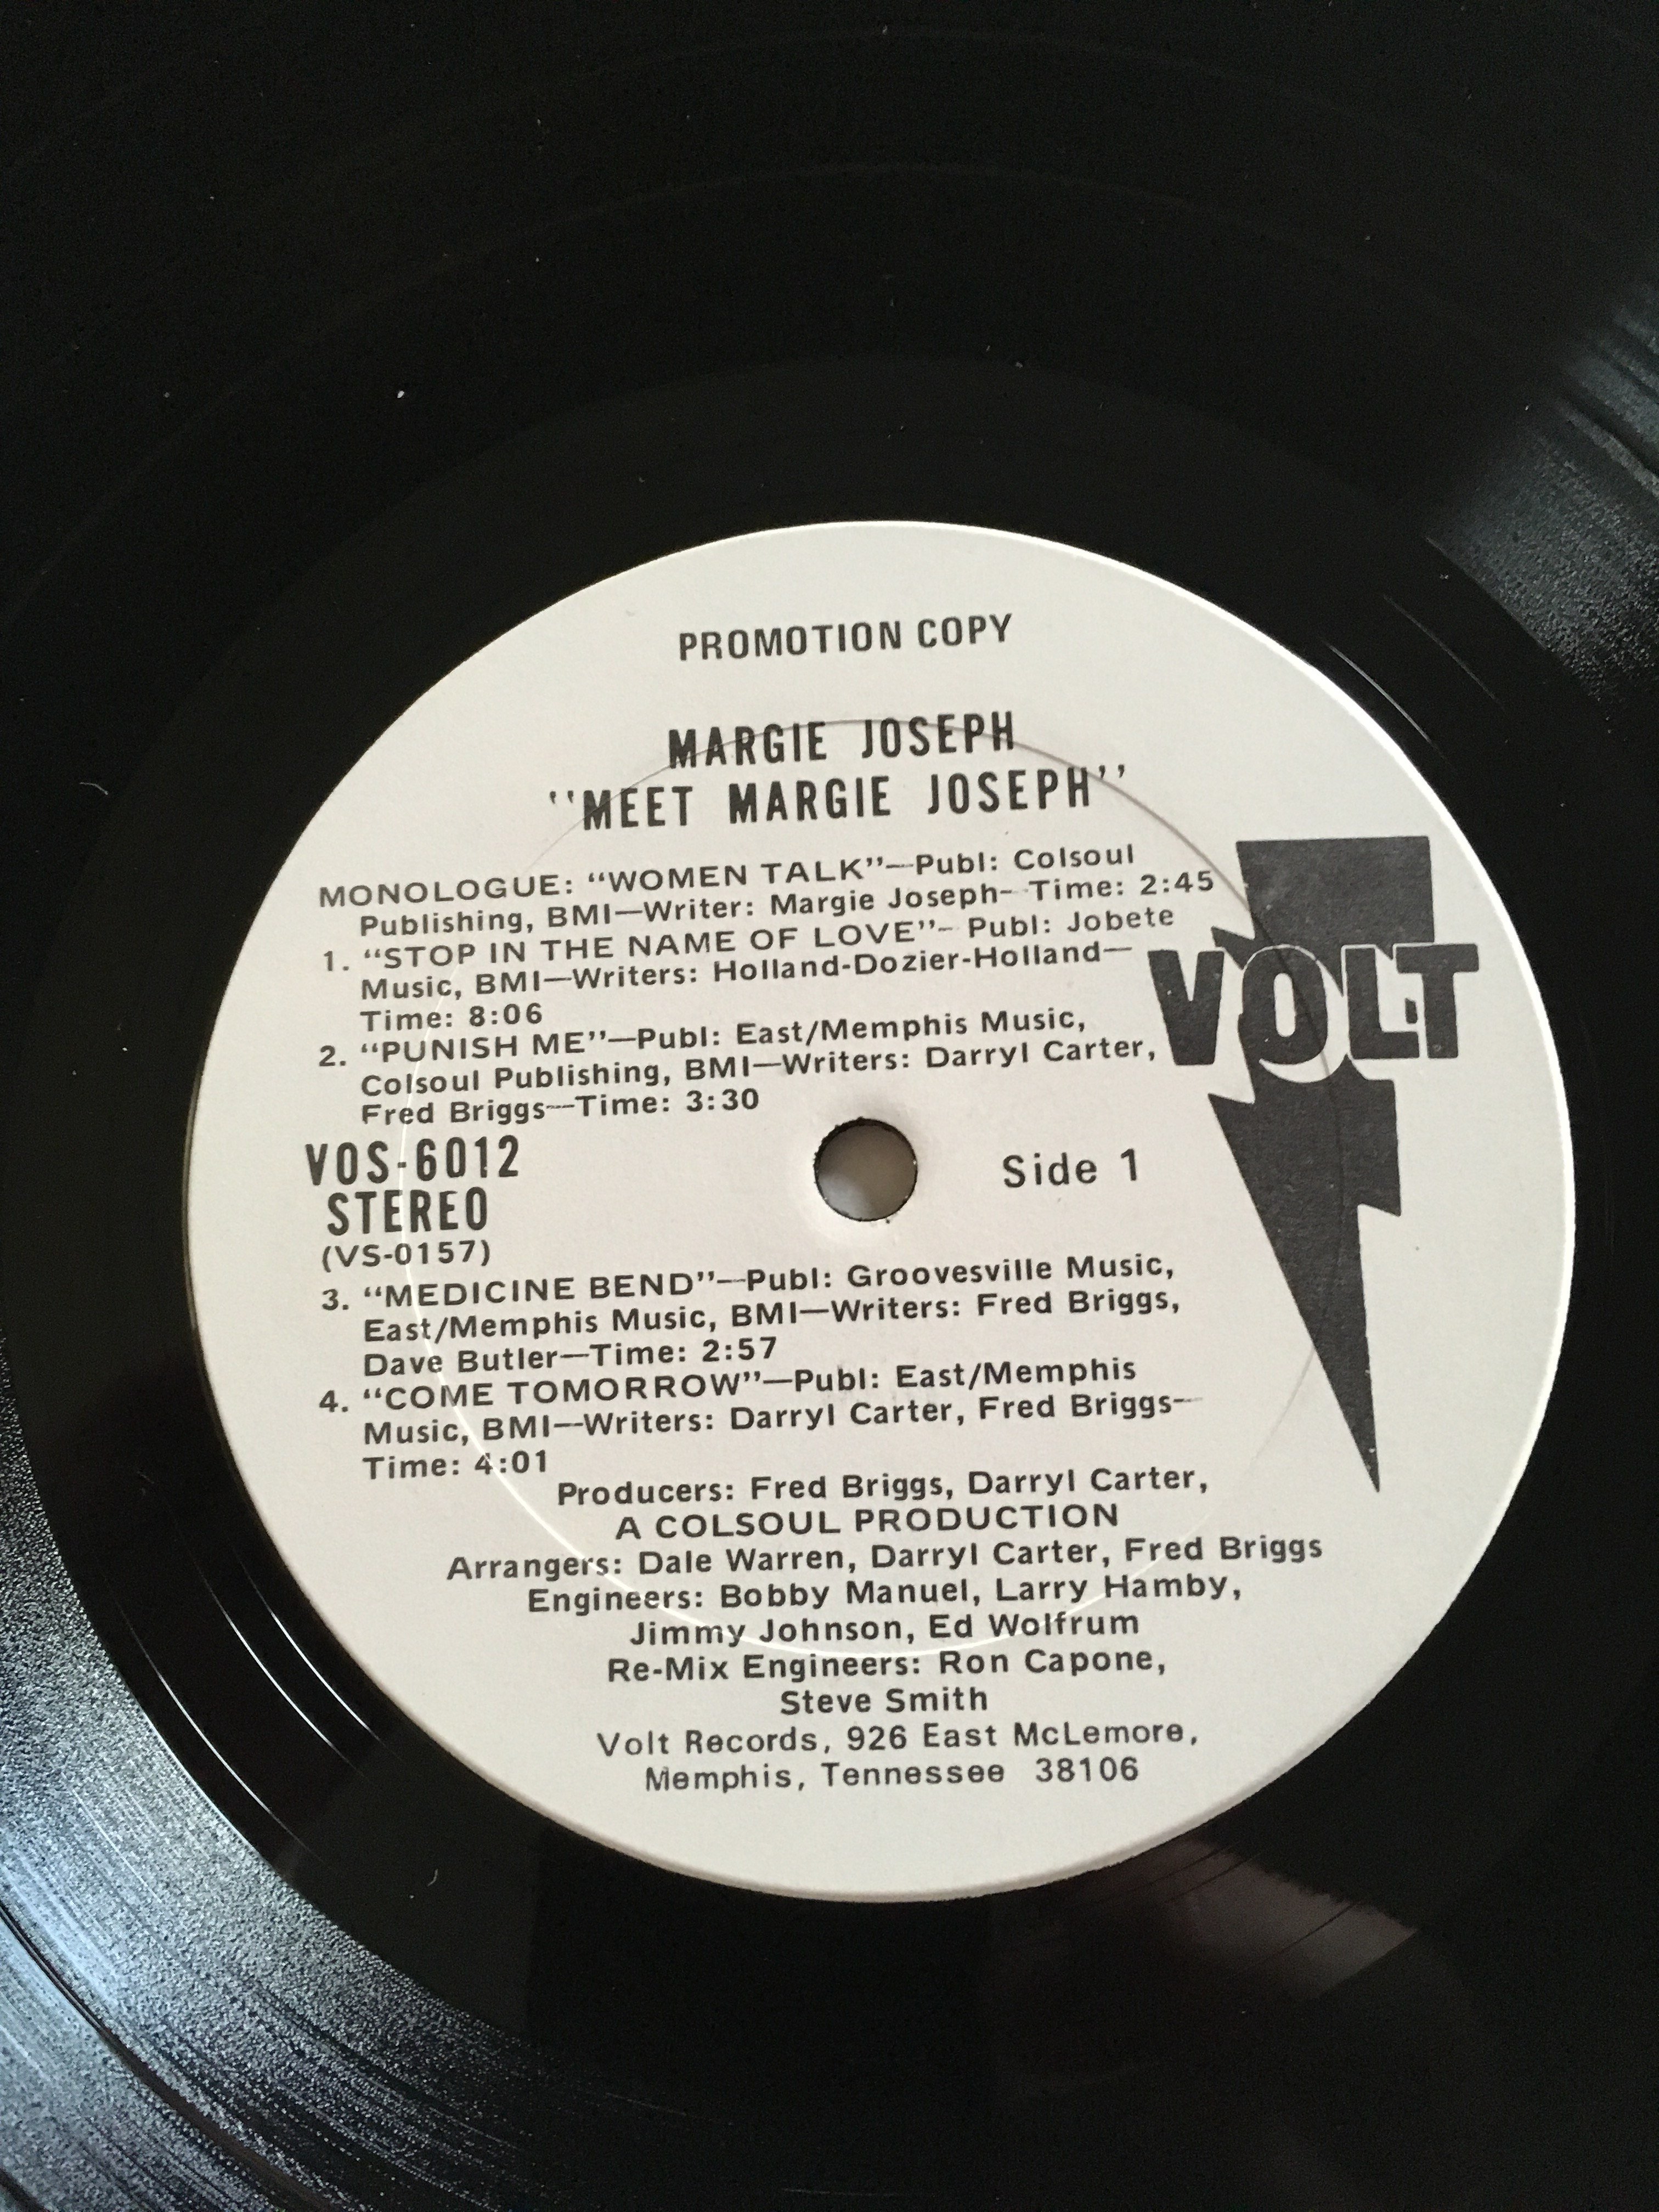 PROMOTION COPY
MARGIE JOSEPH
"MEET MARGIE JOSEPH"
MONOLOGUE: "WOMEN TALK"—Publ: Colsoul
Publishing, BMI—Writer: Margie Joseph- Time: 2:45
1. "STOP IN THE NAME OF LOVE"- Publ: Jobete
Music, BMI—Writers: Holland-Dozier-Holland—
Time: 8:06
2. "PUNISH ME"—Publ: East/Memphis Music,
Colsoul Publishing, BMI—Writers: Darryl Carter,
Fred Briggs—Time: 3:30
VOLT
VOS-6012
STEREO
(VS-0157)
Side 1
3. "MEDICINE BEND"—Publ: Groovesville Music,
East/Memphis Music, BMI—Writers: Fred Briggs,
Dave Butler—Time: 2:57
4. "COME TOMORROW"—Publ: East/Memphis
Music, BMI—Writers: Darryl Carter, Fred Briggs-
Time: 4:01
Producers: Fred Briggs, Darryl Carter,
A COLSOUL PRODUCTION
Arrangers: Dale Warren, Darryl Carter, Fred Briggs
Engineers: Bobby Manuel, Larry Hamby,
Jimmy Johnson, Ed Wolfrum
Re-Mix Engineers: Ron Capone,
Steve Smith
Volt Records, 926 East McLemore,
Memphis, Tennessee 38106